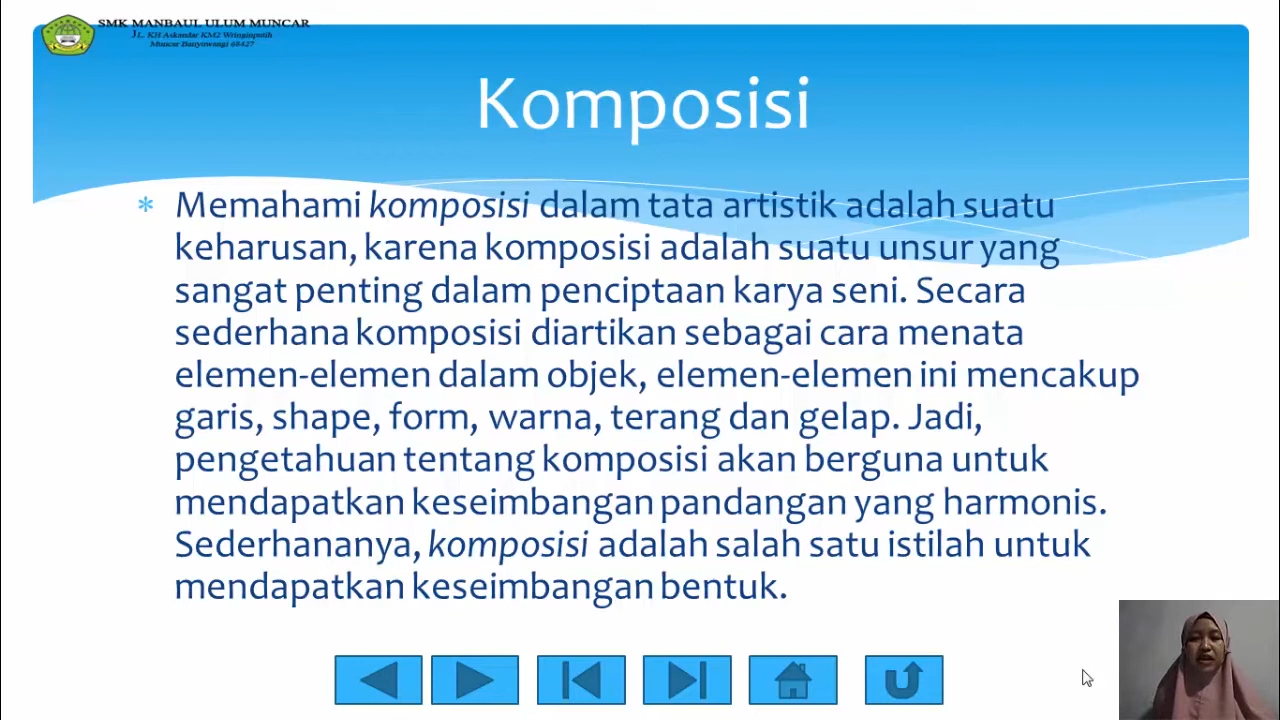 SMK MANBAUL ULUM MUNCAR
JL. KH Askandar KM2 Wringinputih
Muncar Banyuwangi 68427
Komposisi
* Memahami komposisi dalam tata artistik adalah suatu
keharusan, karena komposisi adalah suatu unsur yang
sangat penting dalam penciptaan karya seni. Secara
sederhana komposisi diartikan sebagai cara menata
elemen-elemen dalam objek, elemen-elemen ini mencakup
garis, shape, form, warna, terang dan gelap. Jadi,
pengetahuan tentang komposisi akan berguna untuk
mendapatkan keseimbangan pandangan yang harmonis.
Sederhananya, komposisi adalah salah satu istilah untuk
mendapatkan keseimbangan bentuk.